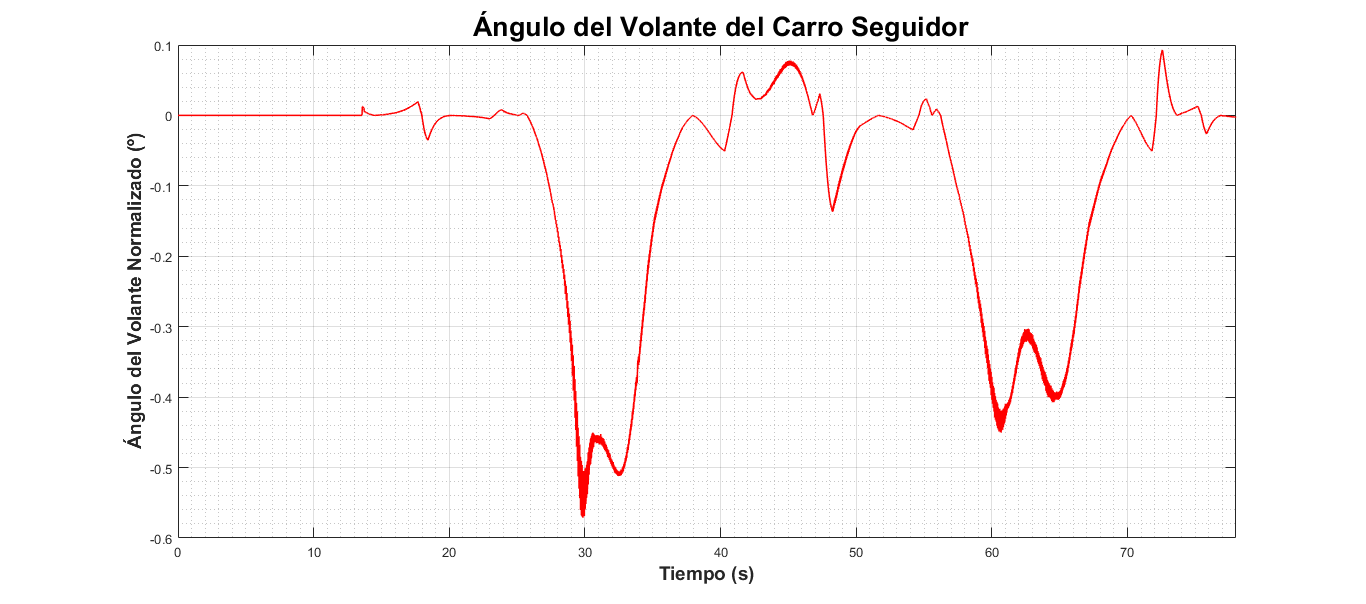 Ángulo del Volante del Carro Seguidor
Ángulo del Volante Normalizado (º)
0.1
0
-0.1
-0.2
-0.3
-0.4
-0.5
-0.6
0 10 20 30 40 50 60 70
Tiempo (s)